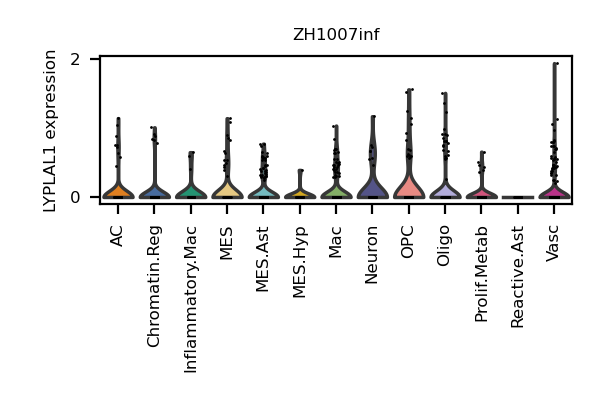 ZH1007inf
LYPLAL1 expression
2
0
AC
Chromatin.Reg
Inflammatory.Mac
MES
MES.Ast
MES.Hyp
Mac
Neuron
OPC
Oligo
Prolif.Metab
Reactive.Ast
Vasc